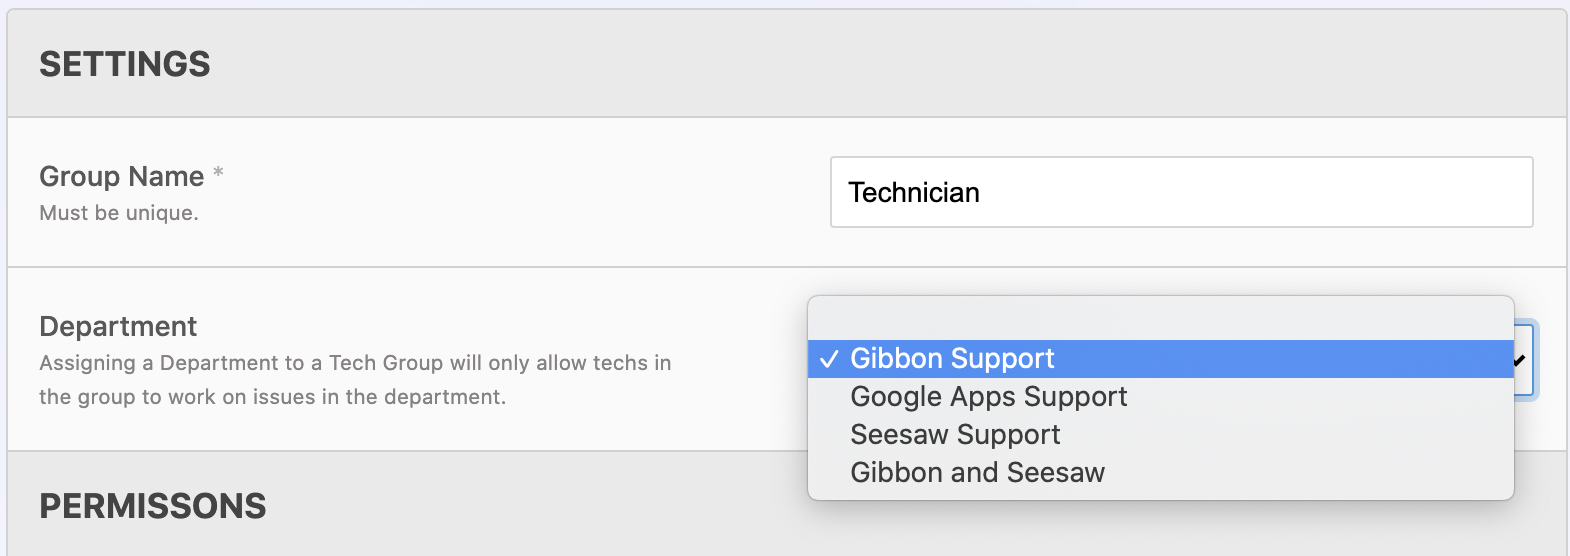 SETTINGS
Group Name *
Must be unique.
Technician
Department
Assigning a Department to a Tech Group will only allow techs in
the group to work on issues in the department.
✓ Gibbon Support
Google Apps Support
Seesaw Support
Gibbon and Seesaw
PERMISSONS